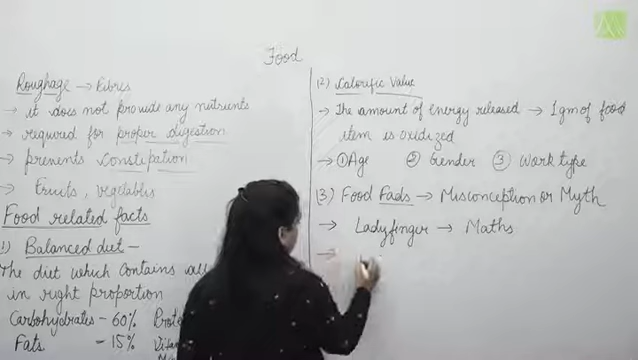 Food
Roughage → Fibres
→ it does not provide any nutrients
→ required for proper digestion
→ prevents Constipation
→ Fruits, vegetables
Food related facts
1) Balanced diet -
The diet which contains all
in right proportion
Carbohydrates - 60%
Fats - 15%
(2) Calorific Value
→ The amount of energy released → 1gm of food
item is oxidized
→ ① Age ② Gender ③ Work type
(3) Food Fads → Misconception or Myth
→ Ladyfinger → Maths
→